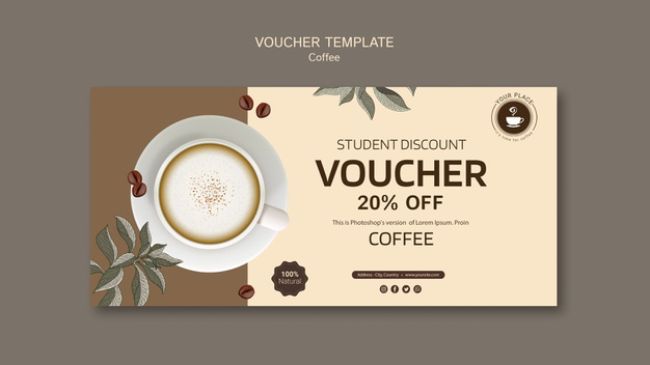 VOUCHER TEMPLATE
Coffee
YOUR PLACE
STUDENT DISCOUNT
VOUCHER
20% OFF
This is Photoshop's version of Lorem Ipsum. Proin
COFFEE
100%
Natural
Address - City, Country • www.yoursite.com